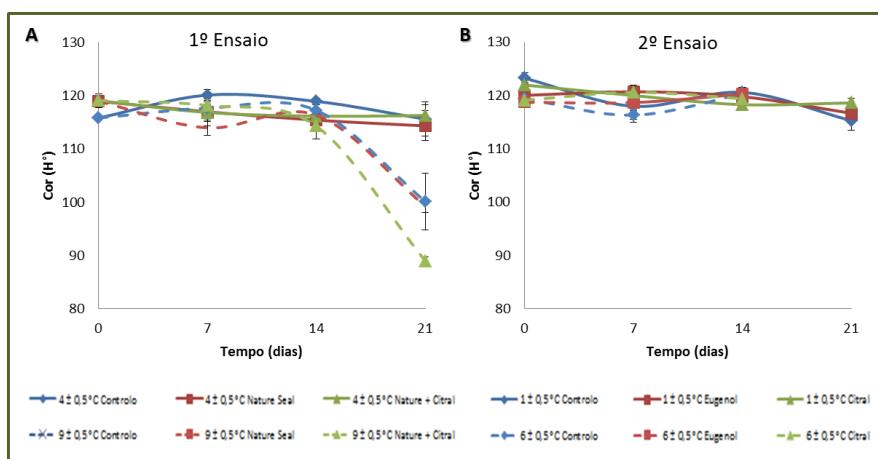 A
1º Ensaio
130
120
110
100
90
80
Cor (H°)
0 7 14 21
Tempo (dias)
B
2º Ensaio
130
120
110
100
90
80
Cor (H°)
0 7 14 21
Tempo (dias)
4± 0,5°C Controlo 4± 0,5°C Nature Seal 4± 0,5°C Nature + Citral 1± 0,5°C Controlo 1± 0,5°C Eugenol 1± 0,5°C Citral
9± 0,5°C Controlo 9± 0,5°C Nature Seal 9± 0,5°C Nature + Citral 6± 0,5°C Controlo 6± 0,5°C Eugenol 6± 0,5°C Citral